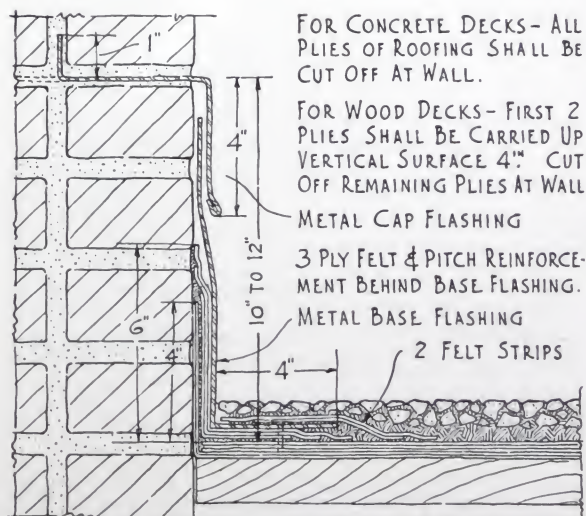 FOR CONCRETE DECKS - ALL
PLIES OF ROOFING SHALL BE
CUT OFF AT WALL.
FOR WOOD DECKS - FIRST 2
PLIES SHALL BE CARRIED UP
VERTICAL SURFACE 4". CUT
OFF REMAINING PLIES AT WALL
METAL CAP FLASHING
3 PLY FELT & PITCH REINFORCE-
MENT BEHIND BASE FLASHING.
METAL BASE FLASHING
2 FELT STRIPS
1"
4"
10" TO 12"
6"
4"
4"